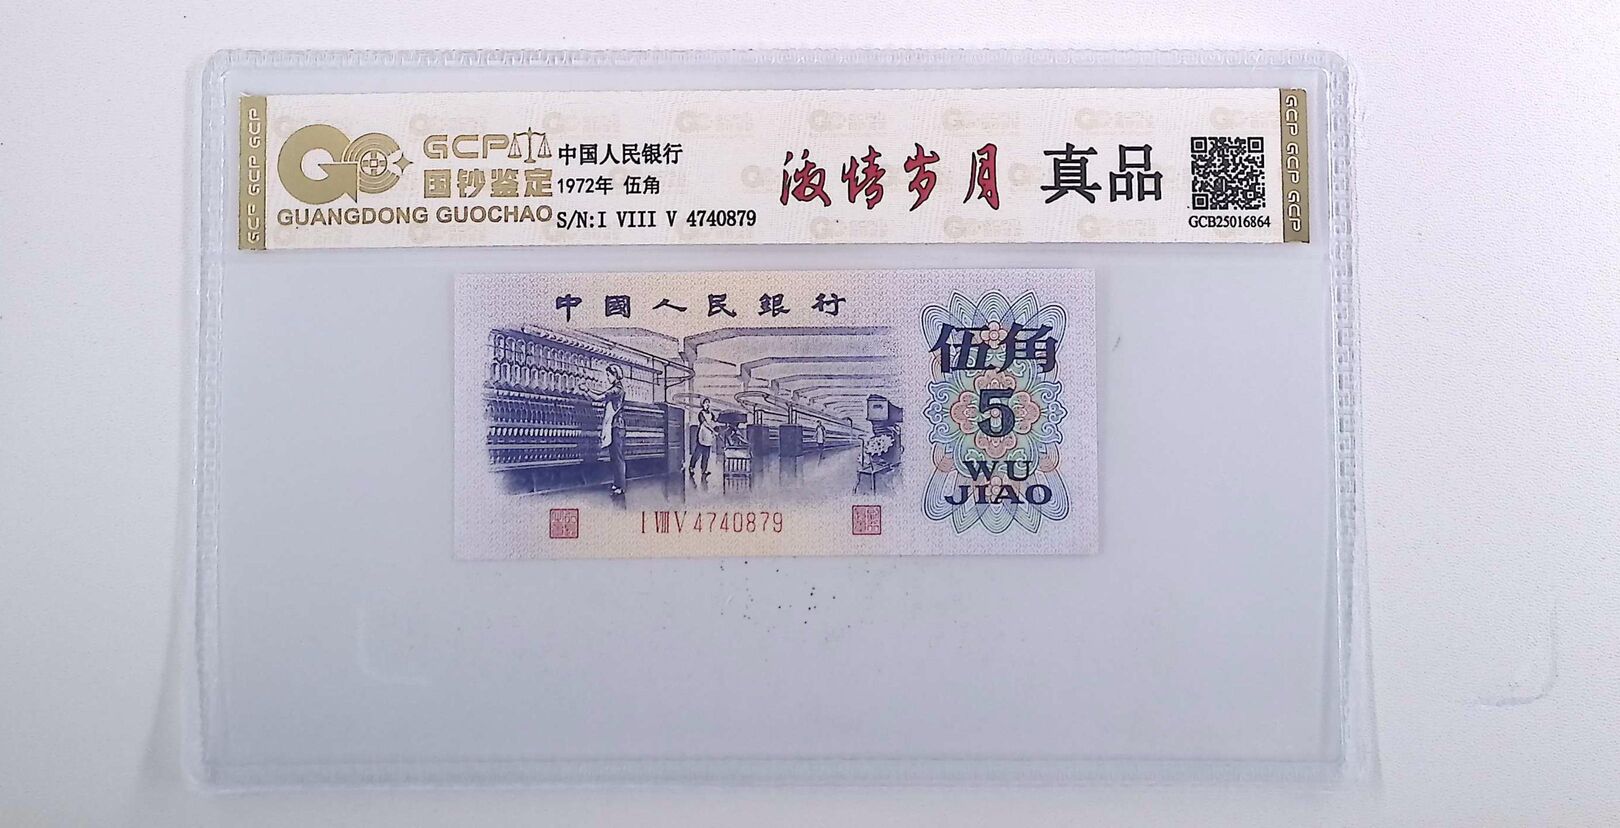 GCP GCP GCP
GCP
国钞鉴定
GUANGDONG GUOCHAO
中国人民银行
1972年 伍角
S/N:I VIII V 4740879
激情岁月 真品
GCB25016864
GCP GCP GCP
中國人民銀行
伍角
5
WU
JIAO
I VIII V 4740879